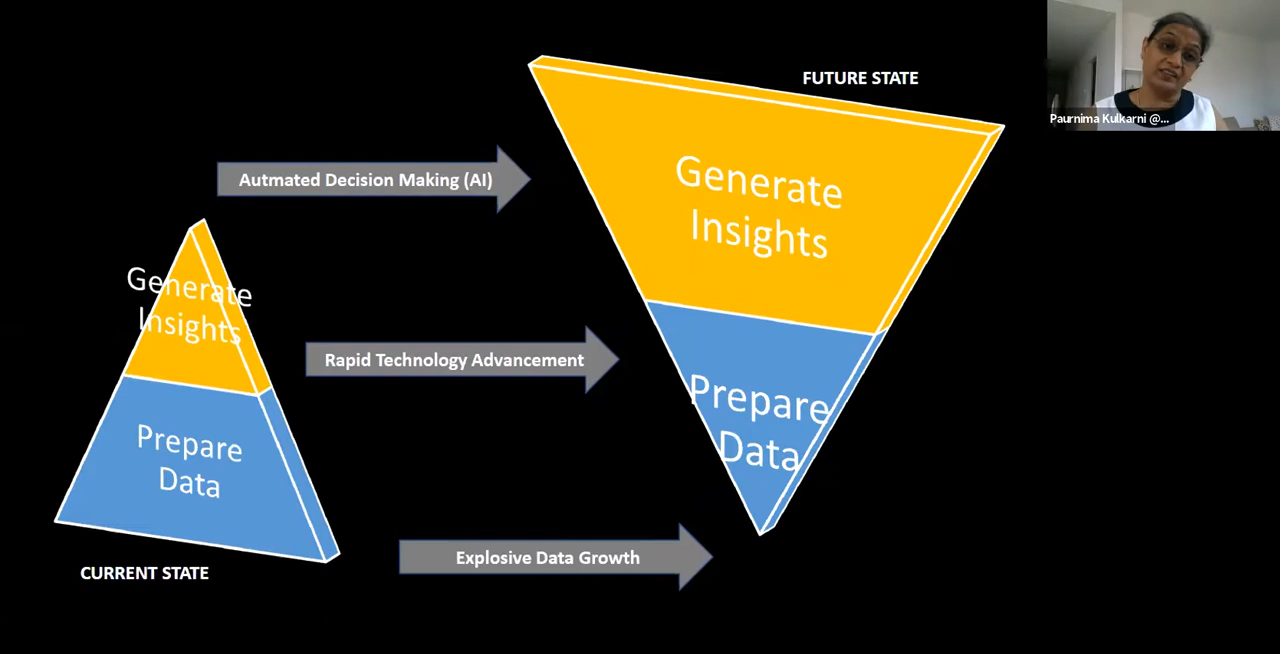 FUTURE STATE
Paurnima Kulkarni @...
Autmated Decision Making (AI)
Generate
Insights
Generate
Insights
Rapid Technology Advancement
Prepare
Data
Prepare
Data
Explosive Data Growth
CURRENT STATE